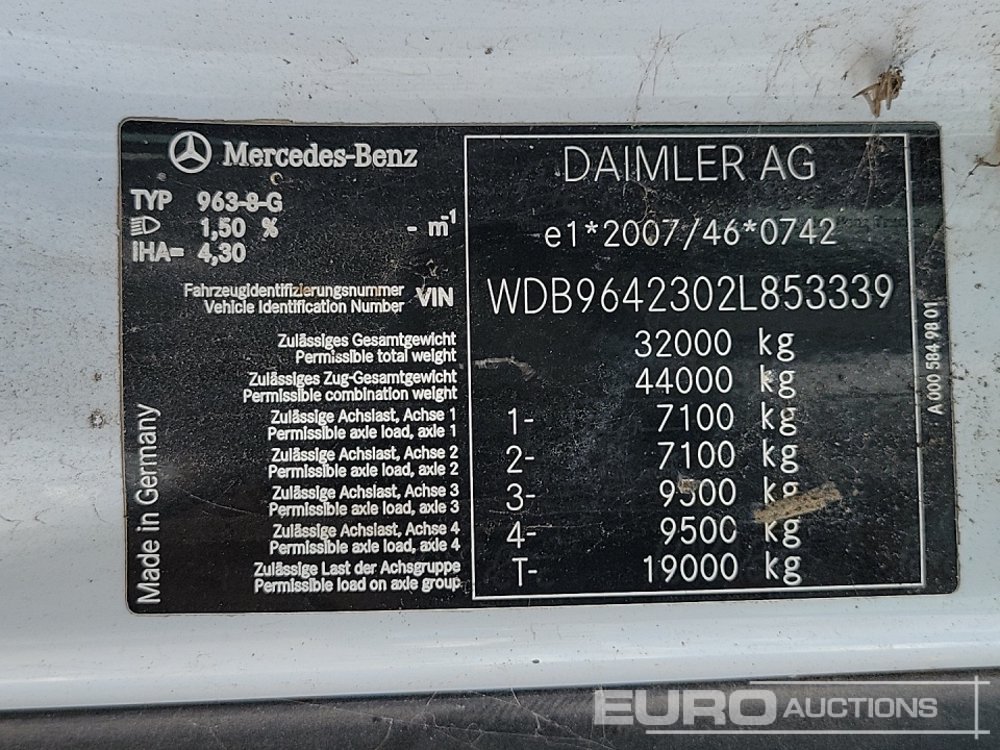 Mercedes-Benz
TYP 963-8-G
1,50 % - m⁻¹
IHA= 4,30
DAIMLER AG
e1*2007/46*0742
Fahrzeugidentifizierungsnummer
Vehicle Identification Number VIN WDB9642302L853339
Zulässiges Gesamtgewicht
Permissible total weight 32000 kg
Zulässiges Zug-Gesamtgewicht
Permissible combination weight 44000 kg
Zulässige Achslast, Achse 1
Permissible axle load, axle 1 1- 7100 kg
Zulässige Achslast, Achse 2
Permissible axle load, axle 2 2- 7100 kg
Zulässige Achslast, Achse 3
Permissible axle load, axle 3 3- 9500 kg
Zulässige Achslast, Achse 4
Permissible axle load, axle 4 4- 9500 kg
Zulässige Last der Achsgruppe
Permissible load on axle group T- 19000 kg
Made in Germany
A 000 584 98 01
EURO AUCTIONS